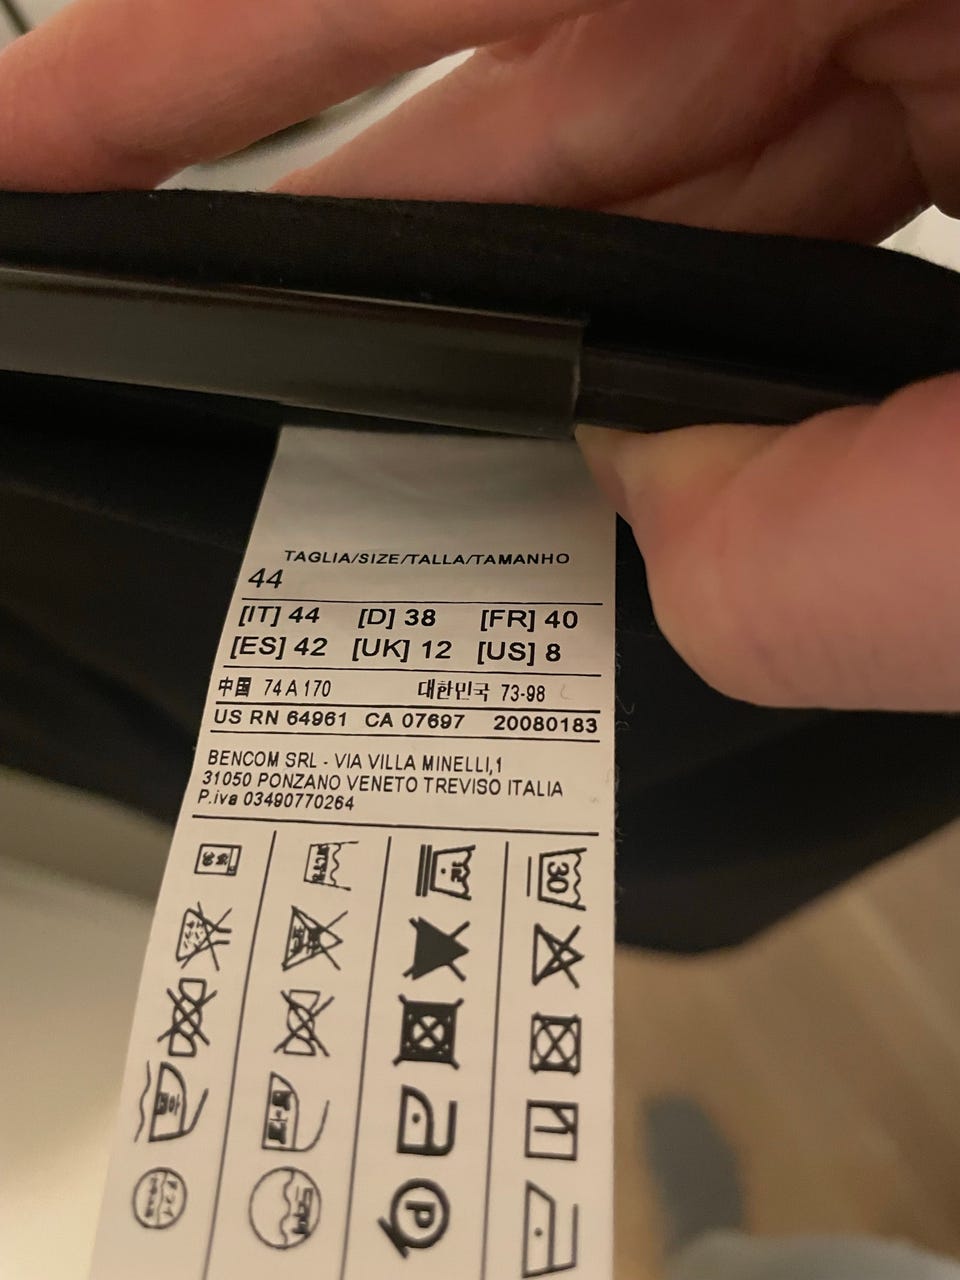 TAGLIA/SIZE/TALLA/TAMANHO
44
[IT] 44 [D] 38 [FR] 40
[ES] 42 [UK] 12 [US] 8
中国 74 A 170 대한민국 73-98
US RN 64961 CA 07697 20080183
BENCOM SRL - VIA VILLA MINELLI,1
31050 PONZANO VENETO TREVISO ITALIA
P.iva 03490770264
30
P